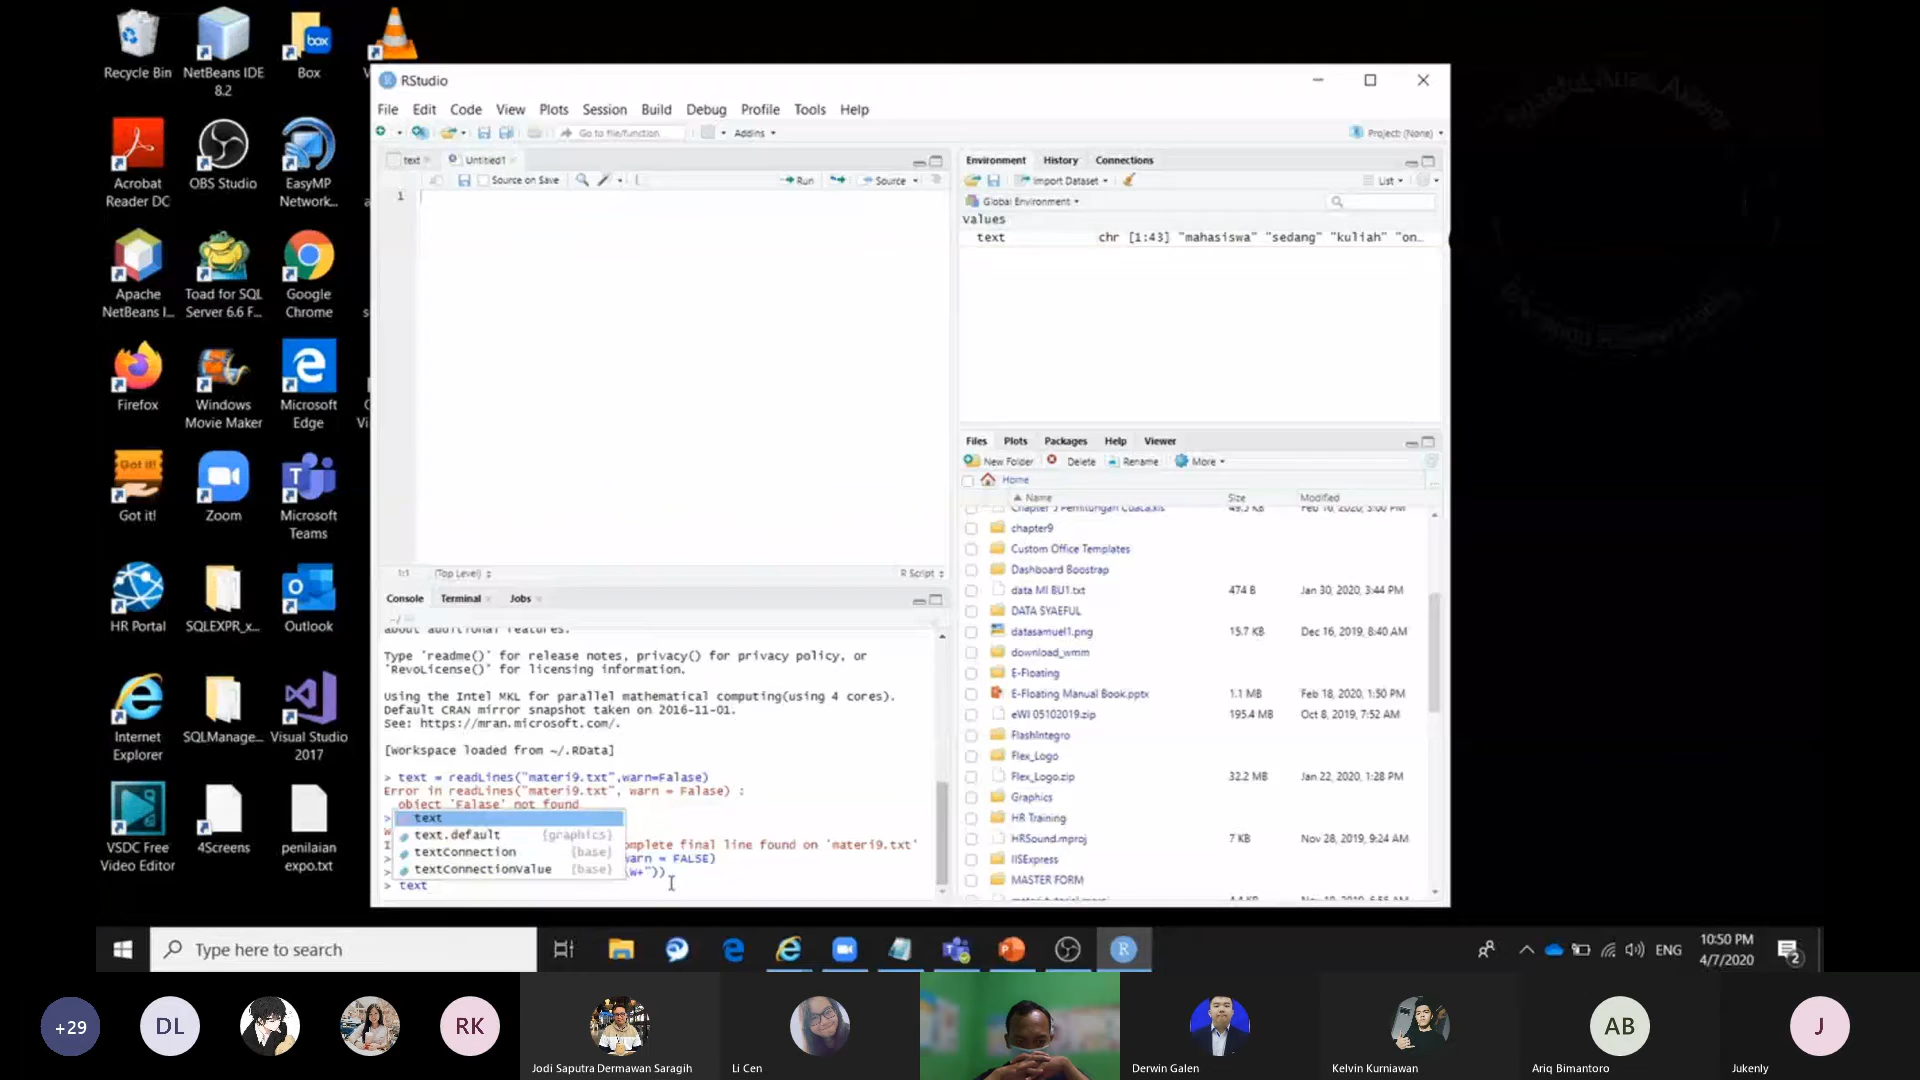 Recycle Bin
NetBeans IDE
8.2
Box
Acrobat
Reader DC
OBS Studio
EasyMP
Network...
Apache
NetBeans I...
Toad for SQL
Server 6.6 F...
Google
Chrome
Firefox
Windows
Movie Maker
Microsoft
Edge
Got it!
Zoom
Microsoft
Teams
HR Portal
SQLEXPR_x...
Outlook
Internet
Explorer
SQLManage...
Visual Studio
2017
VSDC Free
Video Editor
4Screens
penilaian
expo.txt
RStudio
File Edit Code View Plots Session Build Debug Profile Tools Help
Go to file/function
Addins
Project: (None)
text
Untitled1
Source on Save
Run
Source
1
1:1
(Top Level)
R Script
Console Terminal Jobs
~/
about additional features.
Type 'readme()' for release notes, privacy() for privacy policy, or
'RevoLicense()' for licensing information.
Using the Intel MKL for parallel mathematical computing(using 4 cores).
Default CRAN mirror snapshot taken on 2016-11-01.
See: https://mran.microsoft.com/.
[Workspace loaded from ~/.RData]
> text = readLines("materi9.txt",warn=Falase)
Error in readLines("materi9.txt", warn = Falase) :
object 'Falase' not found
text
text.default {graphics}
textConnection {base}
textConnectionValue {base}
mplete final line found on 'materi9.txt'
warn = FALSE)
w+"))
> text
Environment History Connections
Import Dataset
List
Global Environment
values
text chr [1:43] "mahasiswa" "sedang" "kuliah" "on...
Files Plots Packages Help Viewer
New Folder Delete Rename More
Home
Name Size Modified
chapter9
Custom Office Templates
Dashboard Boostrap
data MI BU1.txt 474 B Jan 30, 2020, 3:44 PM
DATA SYAEFUL
datasamuel1.png 15.7 KB Dec 16, 2019, 8:40 AM
download_wmm
E-Floating
E-Floating Manual Book.pptx 1.1 MB Feb 18, 2020, 1:50 PM
eWI 05102019.zip 195.4 MB Oct 8, 2019, 7:52 AM
FlashIntegro
Flex_Logo
Flex_Logo.zip 32.2 MB Jan 22, 2020, 1:28 PM
Graphics
HR Training
HRSound.mproj 7 KB Nov 28, 2019, 9:24 AM
IISExpress
MASTER FORM
Type here to search
ENG
10:50 PM
4/7/2020
2
+29
DL
RK
Jodi Saputra Dermawan Saragih
Li Cen
Derwin Galen
Kelvin Kurniawan
AB
Ariq Bimantoro
J
Jukenly